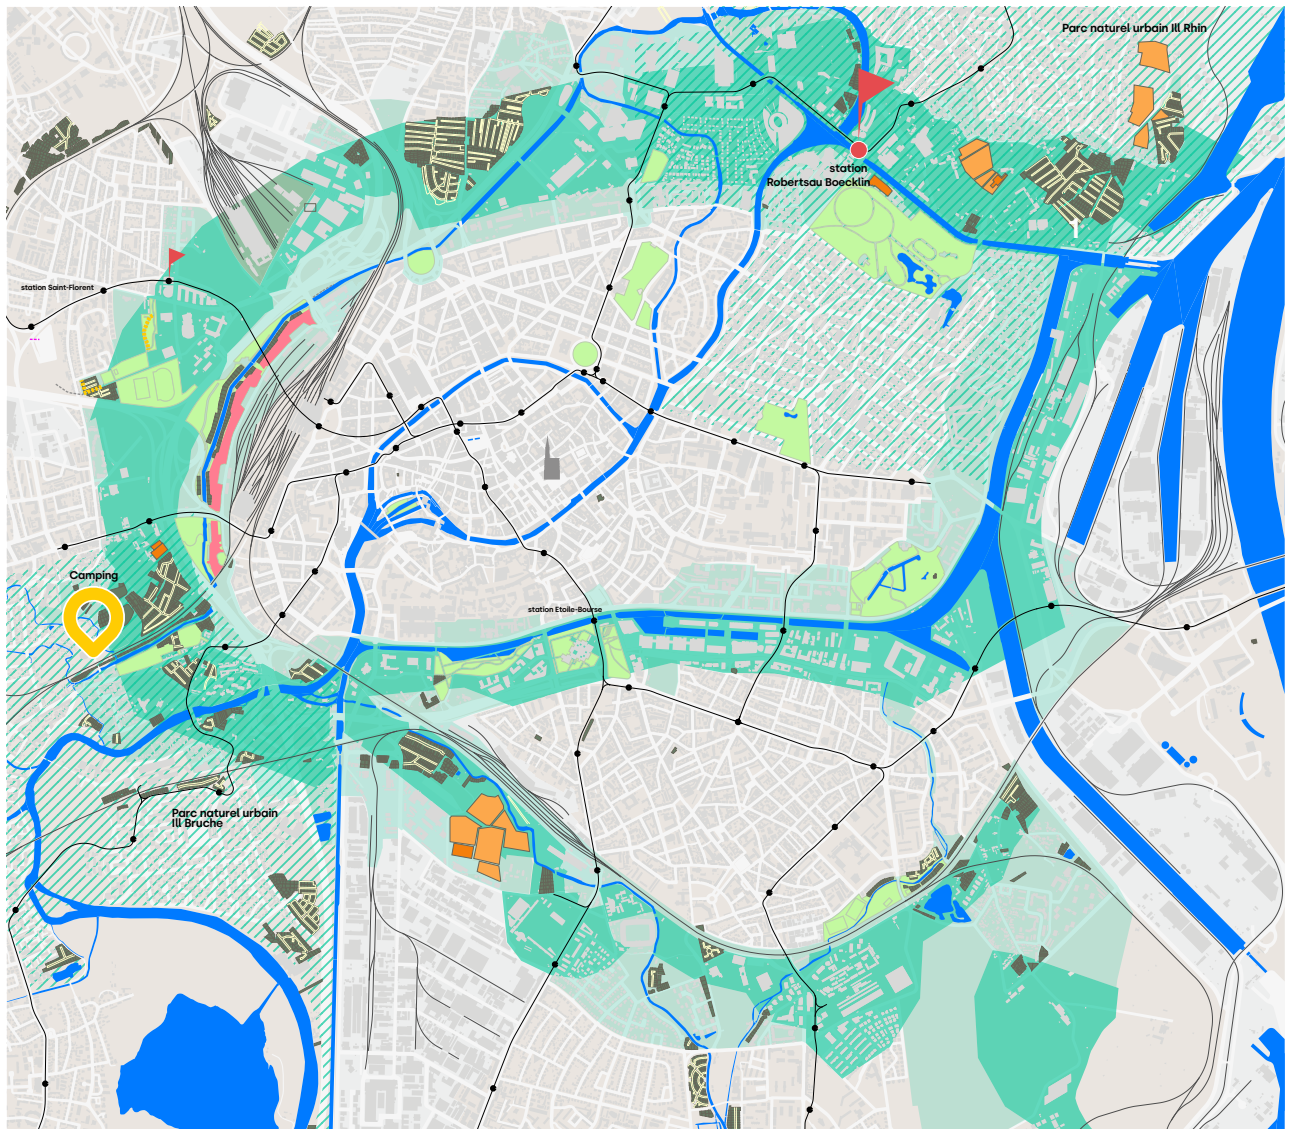 Parc naturel urbain Ill Rhin
station
Robertsau Boecklin
station Saint-Florent
Camping
station Etoile-Bourse
Parc naturel urbain
Ill Bruche